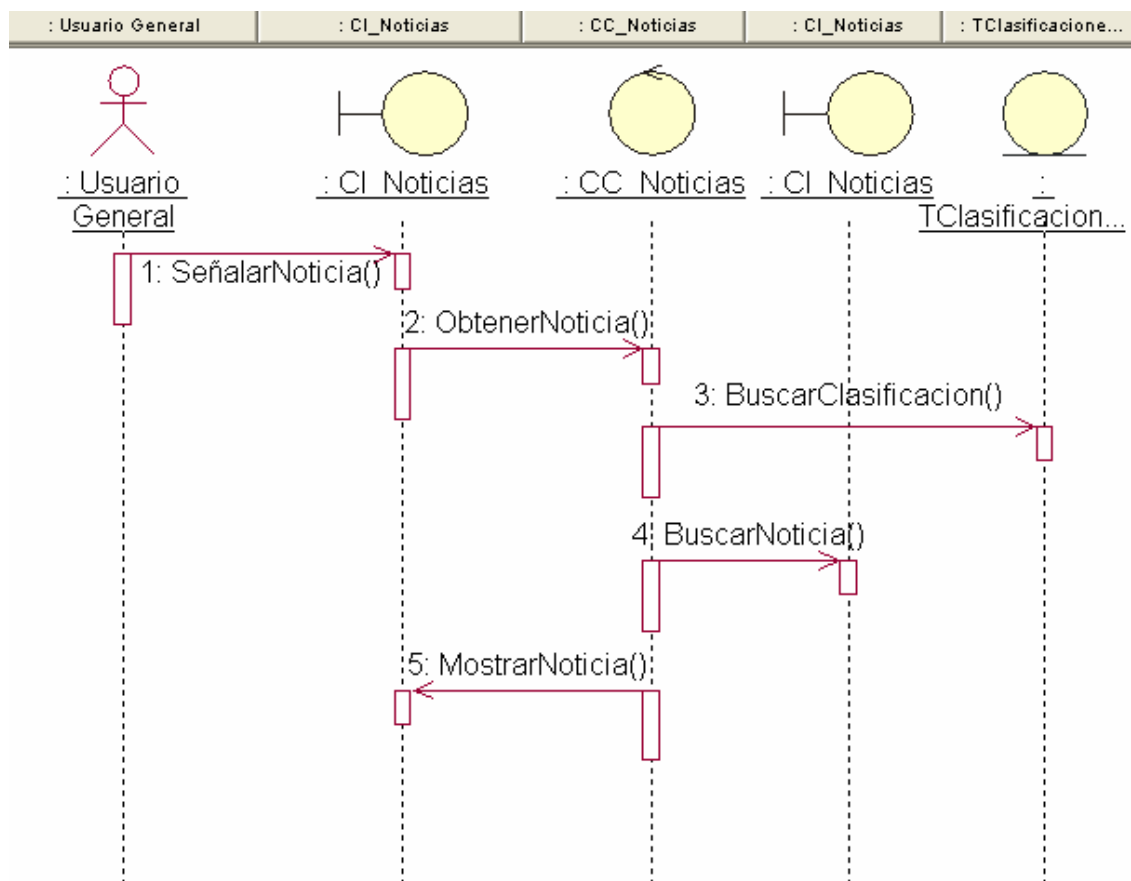 : Usuario General
: CI_Noticias
: CC_Noticias
: CI_Noticias
: TClasificacione...
: Usuario
General
: CI_Noticias
: CC_Noticias
: CI_Noticias
:
TClasificacion...
1: SeñalarNoticia()
2: ObtenerNoticia()
3: BuscarClasificacion()
4: BuscarNoticia()
5: MostrarNoticia()